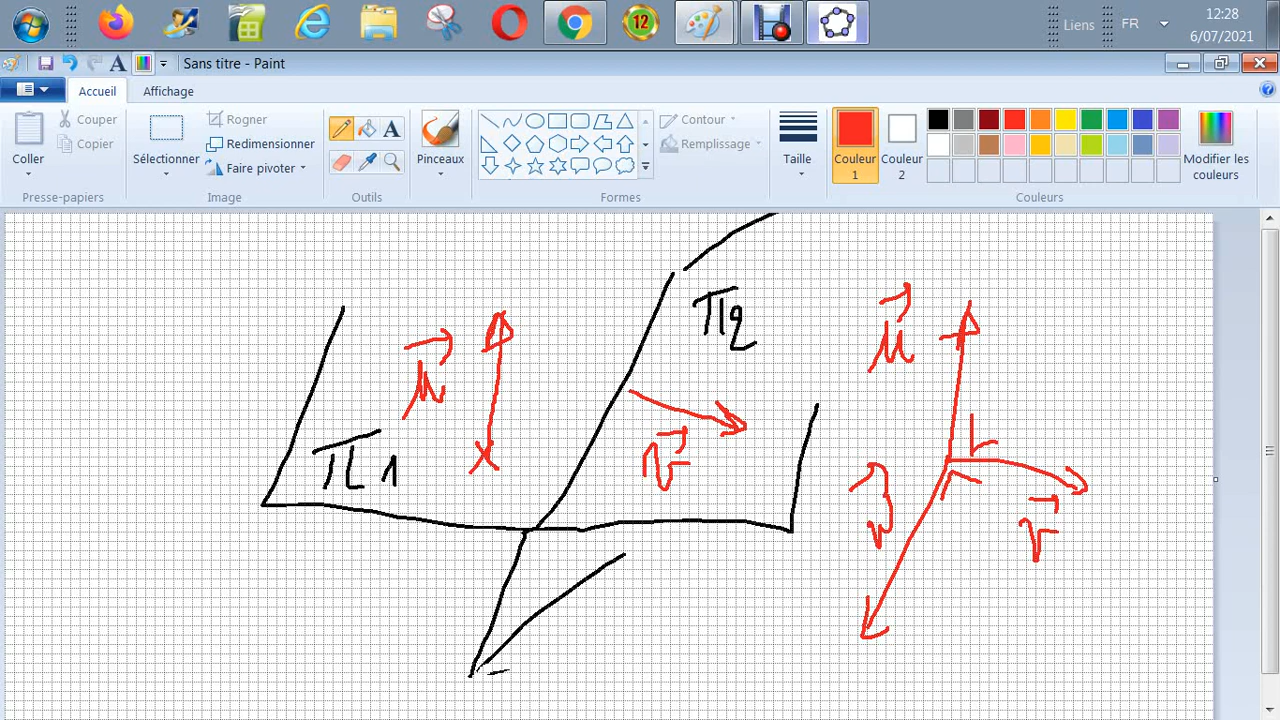 12
Liens
FR
12:28
6/07/2021
A
Sans titre - Paint
Accueil
Affichage
Coller
Couper
Copier
Presse-papiers
Sélectionner
Rogner
Redimensionner
Faire pivoter
Image
A
Outils
Pinceaux
Contour
Remplissage
Formes
Taille
Couleur
1
Couleur
2
Modifier les
couleurs
Couleurs
π1
μ
π2
v
μ
v
w